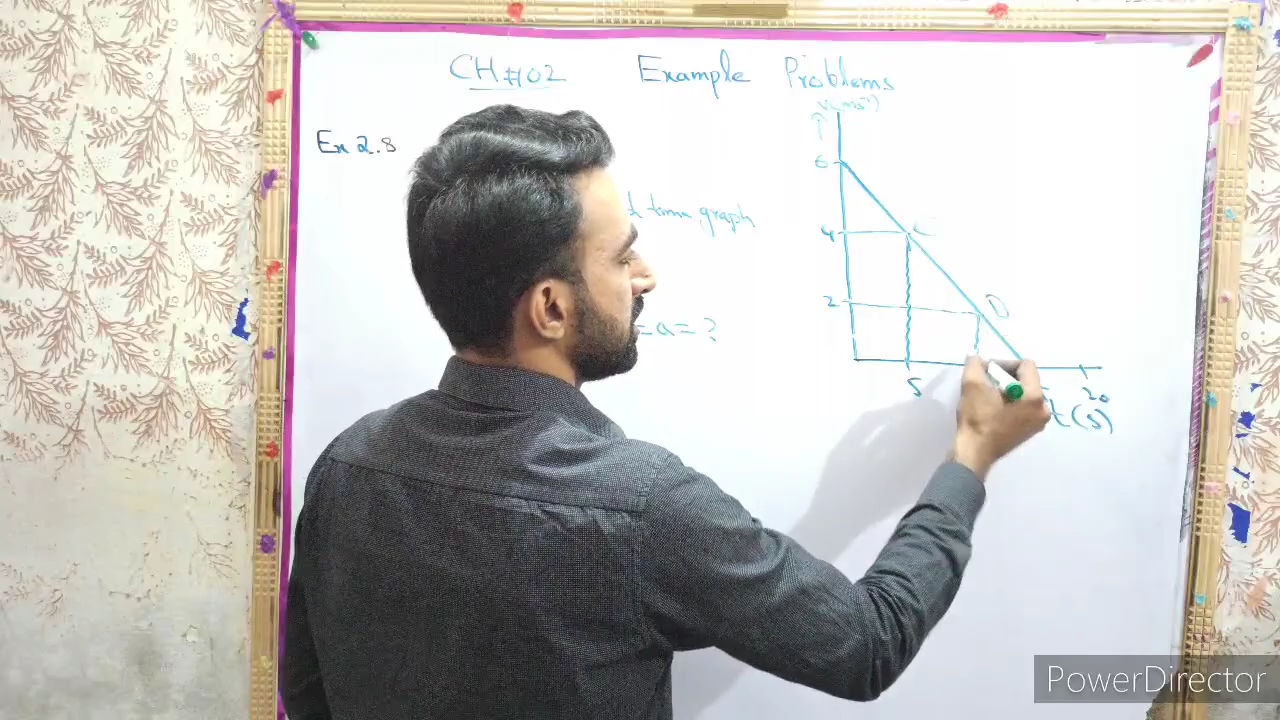 CH#02 Example Problems
v(ms⁻¹)
Ex 2.8
6
time graph
4 C
2 D
= a = ?
5 20
t(s)
PowerDirector